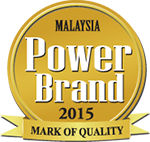 MALAYSIA
Power
Brand
2015
MARK OF QUALITY